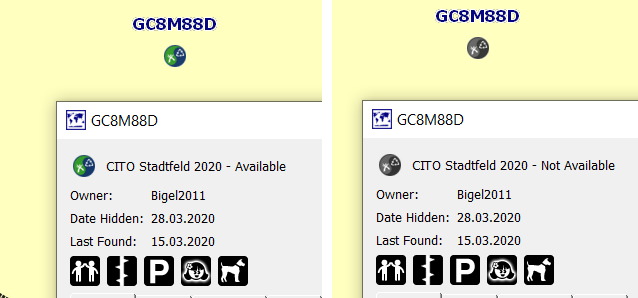 GC8M88D
GC8M88D
CITO Stadtfeld 2020 - Available
Owner: Bigel2011
Date Hidden: 28.03.2020
Last Found: 15.03.2020
P
GC8M88D
GC8M88D
CITO Stadtfeld 2020 - Not Available
Owner: Bigel2011
Date Hidden: 28.03.2020
Last Found: 15.03.2020
P